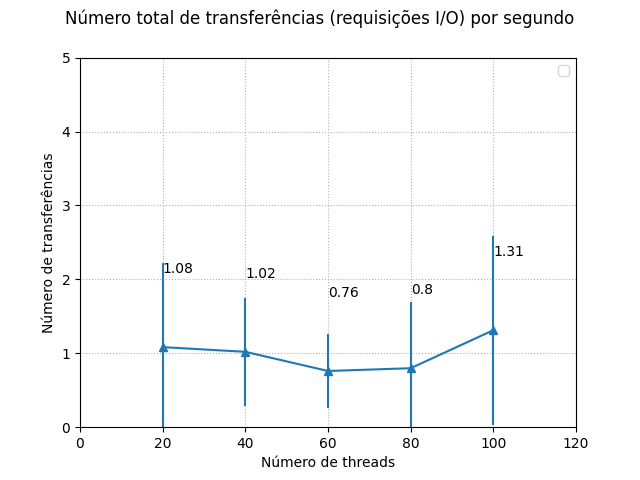 Número total de transferências (requisições I/O) por segundo
5
4
3
2
1
0
Número de transferências
1.08
1.02
0.76
0.8
1.31
0 20 40 60 80 100 120
Número de threads